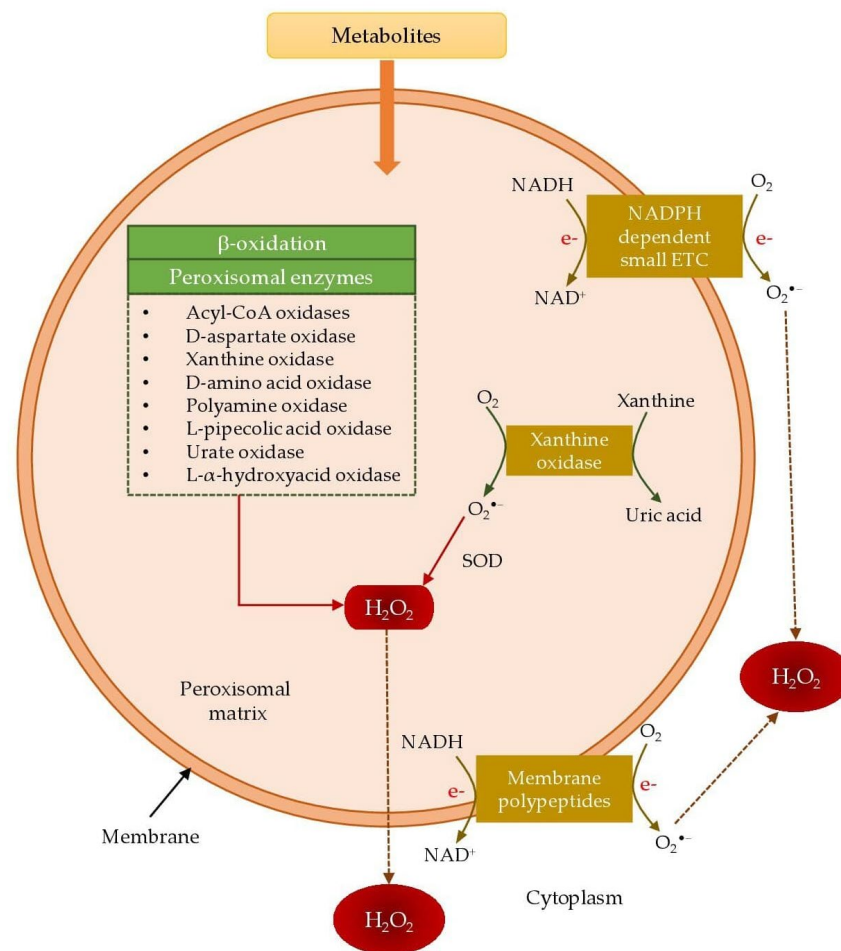 Metabolites
NADH
O₂
NADPH
dependent
small ETC
e-
e-
NAD⁺
O₂•⁻
β-oxidation
Peroxisomal enzymes
• Acyl-CoA oxidases
• D-aspartate oxidase
• Xanthine oxidase
• D-amino acid oxidase
• Polyamine oxidase
• L-pipecolic acid oxidase
• Urate oxidase
• L-α-hydroxyacid oxidase
O₂
Xanthine
Xanthine
oxidase
O₂•⁻
Uric acid
SOD
H₂O₂
H₂O₂
Peroxisomal
matrix
NADH
O₂
Membrane
polypeptides
e-
e-
NAD⁺
O₂•⁻
Membrane
Cytoplasm
H₂O₂